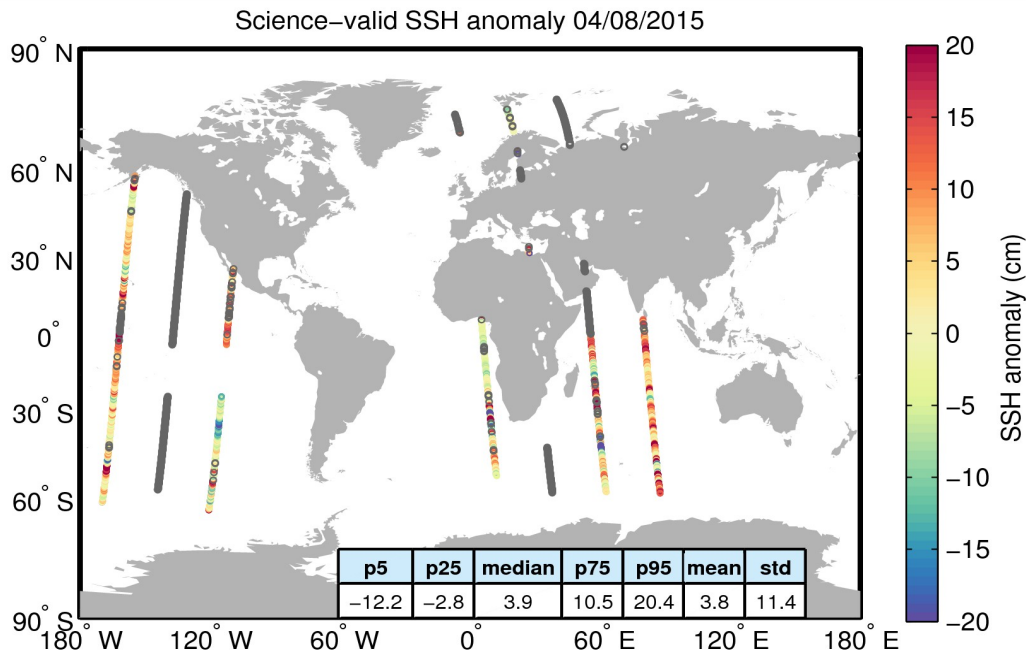 Science−valid SSH anomaly 04/08/2015
90° N
60° N
30° N
0°
30° S
60° S
90° S
180° W 120° W 60° W 0° 60° E 120° E 180° E
p5 p25 median p75 p95 mean std
−12.2 −2.8 3.9 10.5 20.4 3.8 11.4
20
15
10
5
0
−5
−10
−15
−20
SSH anomaly (cm)